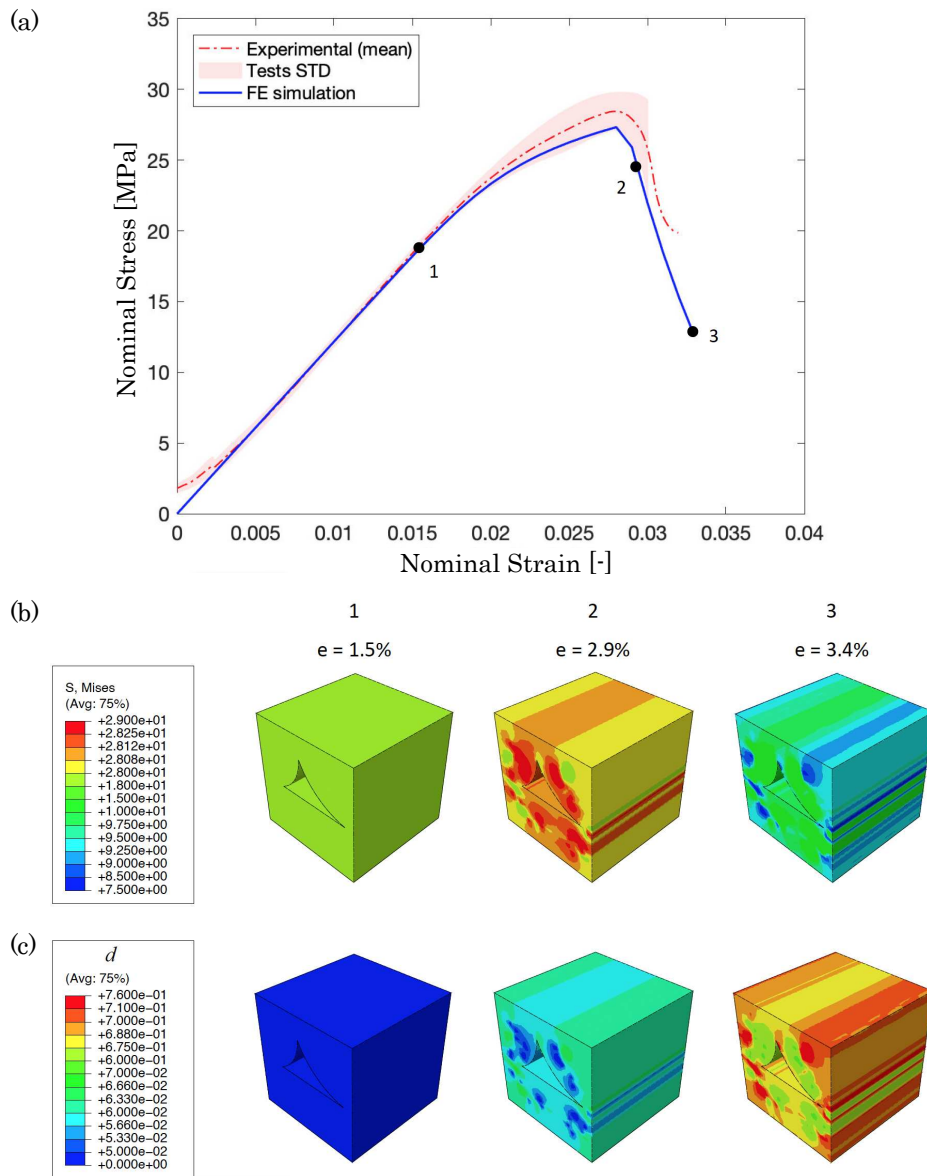 (a)
35
30
25
20
15
10
5
0
Nominal Stress [MPa]
Experimental (mean)
Tests STD
FE simulation
1
2
3
0 0.005 0.01 0.015 0.02 0.025 0.03 0.035 0.04
Nominal Strain [-]
(b)
1 2 3
e = 1.5% e = 2.9% e = 3.4%
S, Mises
(Avg: 75%)
+2.900e+01
+2.825e+01
+2.812e+01
+2.808e+01
+2.800e+01
+1.800e+01
+1.500e+01
+1.000e+01
+9.750e+00
+9.500e+00
+9.250e+00
+9.000e+00
+8.500e+00
+7.500e+00
(c)
d
(Avg: 75%)
+7.600e−01
+7.100e−01
+7.000e−01
+6.880e−01
+6.750e−01
+6.000e−01
+7.000e−02
+6.660e−02
+6.330e−02
+6.000e−02
+5.660e−02
+5.330e−02
+5.000e−02
+0.000e+00